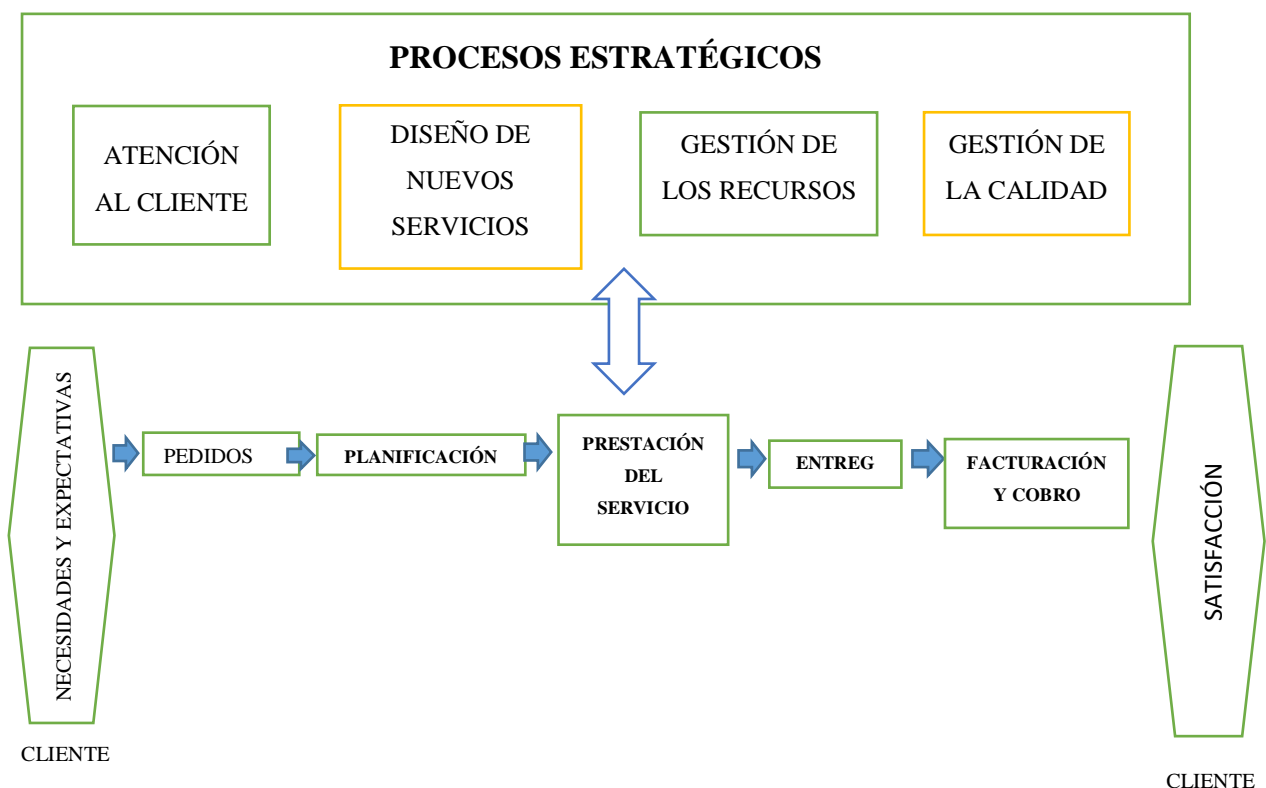 PROCESOS ESTRATÉGICOS
ATENCIÓN
AL CLIENTE
DISEÑO DE
NUEVOS
SERVICIOS
GESTIÓN DE
LOS RECURSOS
GESTIÓN DE
LA CALIDAD
NECESIDADES Y EXPECTATIVAS
PEDIDOS
PLANIFICACIÓN
PRESTACIÓN
DEL
SERVICIO
ENTREG
FACTURACIÓN
Y COBRO
SATISFACCIÓN
CLIENTE
CLIENTE